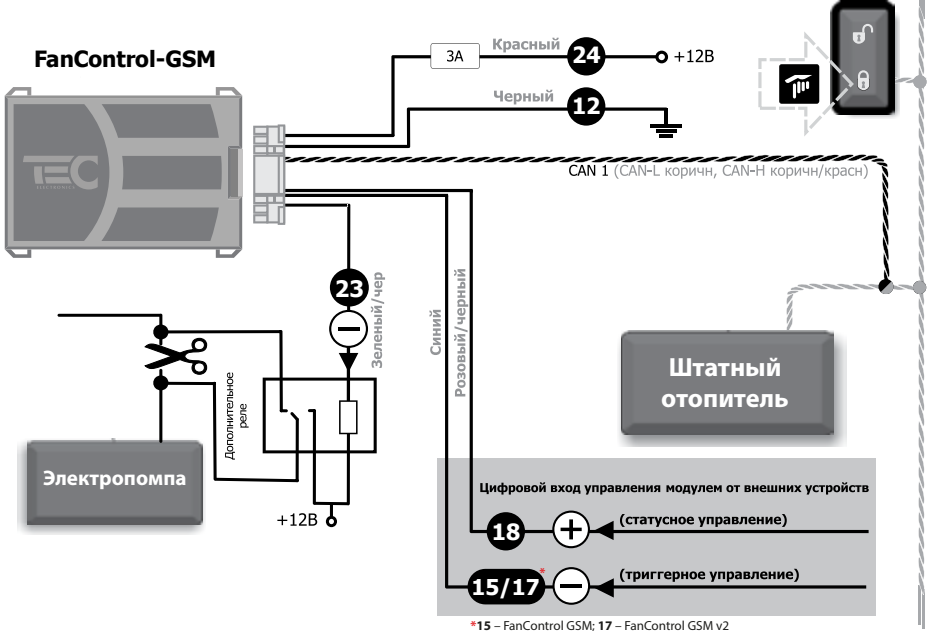 FanControl-GSM
TEC
ELECTRONICS
3A
Красный
24
+12В
Черный
12
CAN 1 (CAN-L коричн, CAN-H коричн/красн)
23
Зеленый/чер
Синий
Розовый/черный
Дополнительное
реле
Электропомпа
+12В
Штатный
отопитель
Цифровой вход управления модулем от внешних устройств
18
+
(статусное управление)
15/17*
(триггерное управление)
*15 – FanControl GSM; 17 – FanControl GSM v2